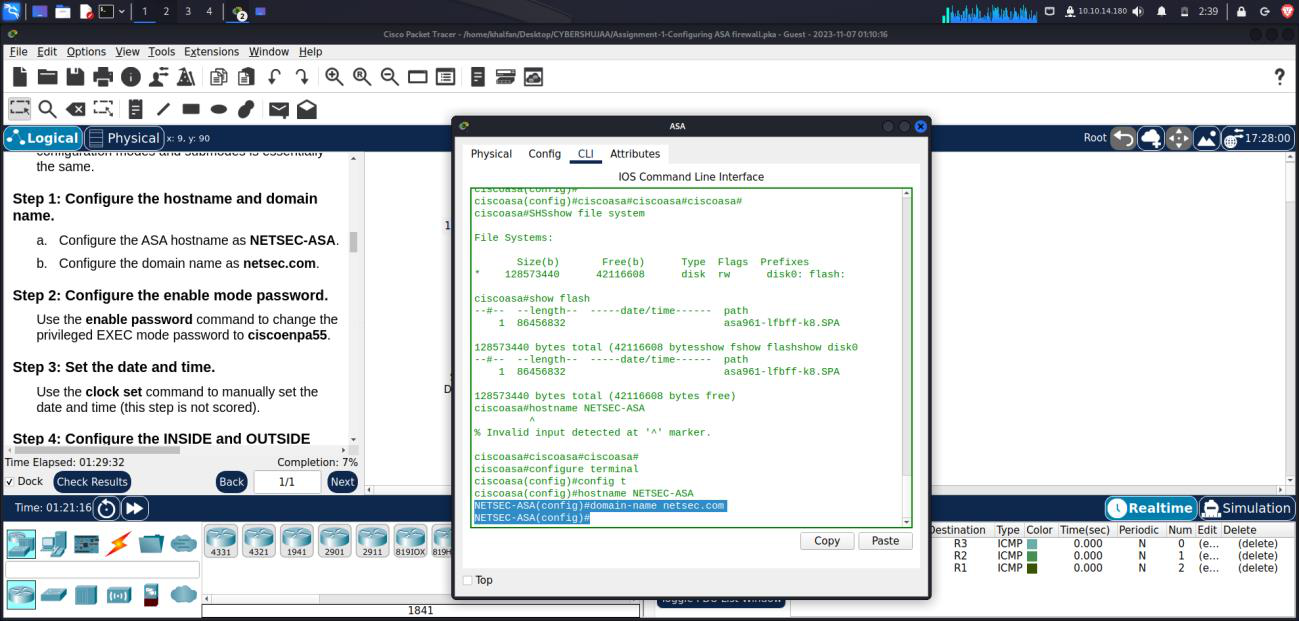 1 2 3 4 2 10.10.14.180 2:39
Cisco Packet Tracer - /home/khalfan/Desktop/CYBERSHUJAA/Assignment-1-Configuring ASA firewall.pka - Guest - 2023-11-07 01:10:16
File Edit Options View Tools Extensions Window Help
?
Logical Physical x: 9, y: 90
Root 17:28:00
configuration modes and submodes is essentially
the same.
Step 1: Configure the hostname and domain
name.
a. Configure the ASA hostname as NETSEC-ASA.
b. Configure the domain name as netsec.com.
Step 2: Configure the enable mode password.
Use the enable password command to change the
privileged EXEC mode password to ciscoenpa55.
Step 3: Set the date and time.
Use the clock set command to manually set the
date and time (this step is not scored).
Step 4: Configure the INSIDE and OUTSIDE
Time Elapsed: 01:29:32 Completion: 7%
Dock Check Results Back 1/1 Next
1
D
ASA
Physical Config CLI Attributes
IOS Command Line Interface
ciscoasa(config)#
ciscoasa(config)#ciscoasa#ciscoasa#ciscoasa#
ciscoasa#SHSshow file system
File Systems:
Size(b) Free(b) Type Flags Prefixes
* 128573440 42116608 disk rw disk0: flash:
ciscoasa#show flash
--#-- --length-- -----date/time------ path
1 86456832 asa961-lfbff-k8.SPA
128573440 bytes total (42116608 bytesshow fshow flashshow disk0
--#-- --length-- -----date/time------ path
1 86456832 asa961-lfbff-k8.SPA
128573440 bytes total (42116608 bytes free)
ciscoasa#hostname NETSEC-ASA
^
% Invalid input detected at '^' marker.
ciscoasa#ciscoasa#ciscoasa#
ciscoasa#configure terminal
ciscoasa(config)#config t
ciscoasa(config)#hostname NETSEC-ASA
NETSEC-ASA(config)#domain-name netsec.com
NETSEC-ASA(config)#
Copy Paste
Top
Time: 01:21:16
Realtime Simulation
4331 4321 1941 2901 2911 819IOX 819H
1841
Destination Type Color Time(sec) Periodic Num Edit Delete
R3 ICMP 0.000 N 0 (e... (delete)
R2 ICMP 0.000 N 1 (e... (delete)
R1 ICMP 0.000 N 2 (e... (delete)
Toggle PDU List Window